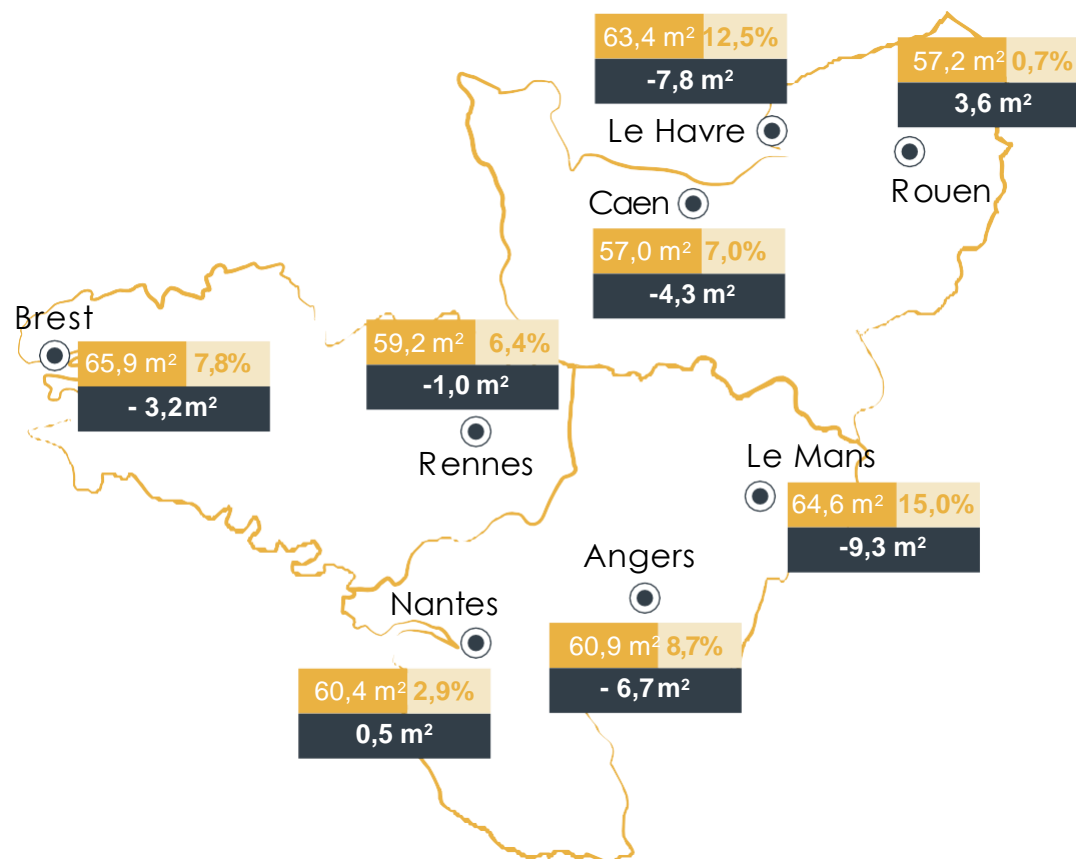 63,4 m² 12,5%
-7,8 m²
Le Havre
57,2 m² 0,7%
3,6 m²
Rouen
Caen
57,0 m² 7,0%
-4,3 m²
Brest
65,9 m² 7,8%
- 3,2m²
59,2 m² 6,4%
-1,0 m²
Rennes
Le Mans
64,6 m² 15,0%
-9,3 m²
Angers
60,9 m² 8,7%
- 6,7m²
Nantes
60,4 m² 2,9%
0,5 m²